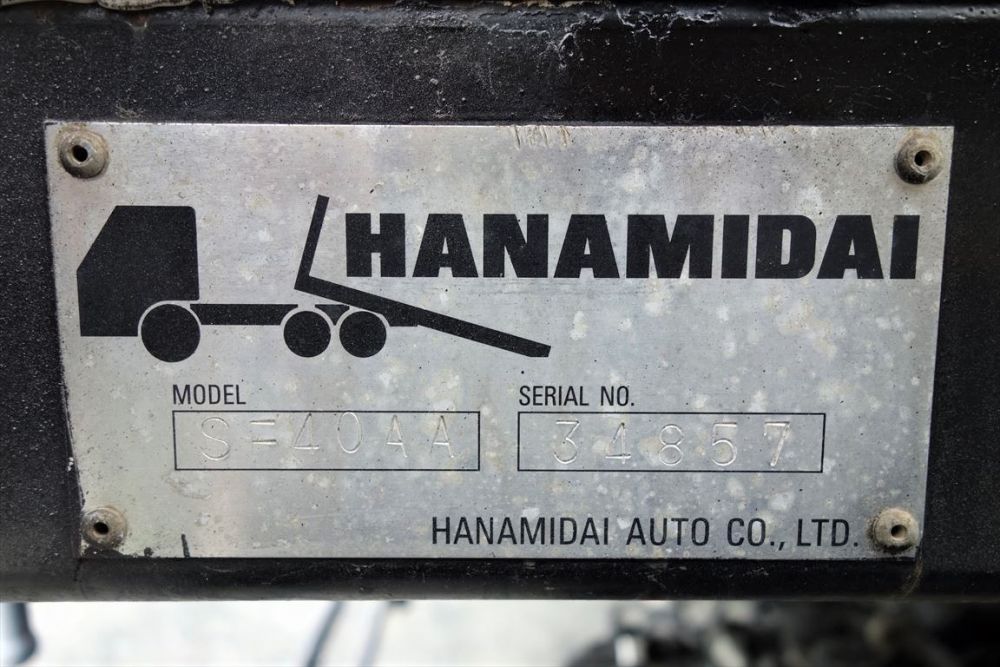 HANAMIDAI
MODEL
SF40AA
SERIAL NO.
34857
HANAMIDAI AUTO CO., LTD.